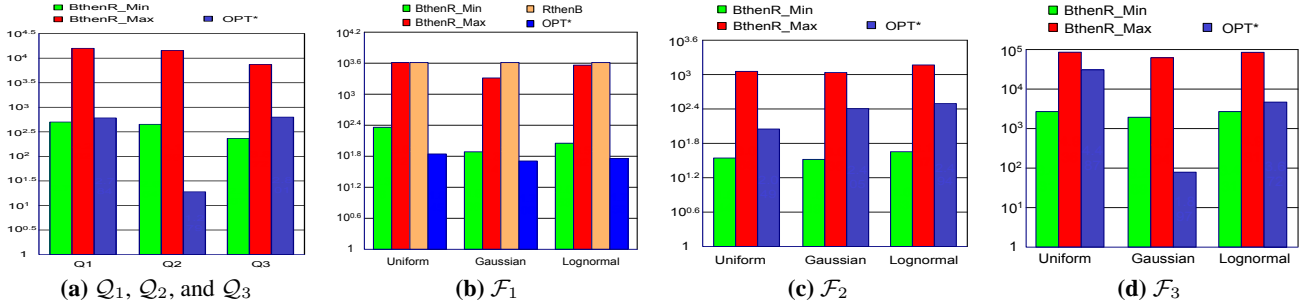 BthenR_Min
BthenR_Max OPT*
10^4.5
10^4
10^3.5
10^3
10^2.5
10^2
10^1.5
10^1
10^0.5
1
Q1 Q2 Q3
(a) Q₁, Q₂, and Q₃
BthenR_Min RthenB
BthenR_Max OPT*
10^4.2
10^3.6
10^3
10^2.4
10^1.8
10^1.2
10^0.6
1
Uniform Gaussian Lognormal
(b) F₁
BthenR_Min
BthenR_Max OPT*
10^3.6
10^3
10^2.4
10^1.8
10^1.2
10^0.6
1
Uniform Gaussian Lognormal
(c) F₂
BthenR_Min
BthenR_Max OPT*
10^5
10^4
10^3
10^2
10^1
1
Uniform Gaussian Lognormal
(d) F₃